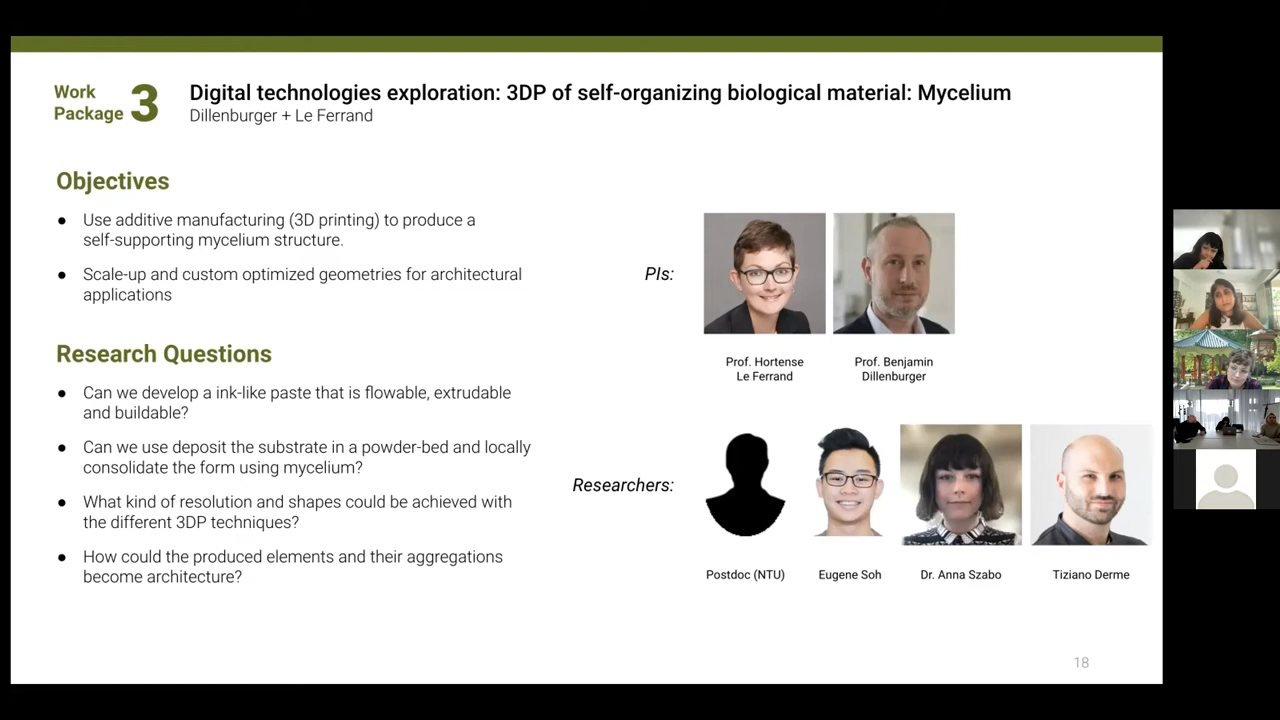 Work
Package 3
Digital technologies exploration: 3DP of self-organizing biological material: Mycelium
Dillenburger + Le Ferrand
Objectives
● Use additive manufacturing (3D printing) to produce a
self-supporting mycelium structure.
● Scale-up and custom optimized geometries for architectural
applications
Research Questions
● Can we develop a ink-like paste that is flowable, extrudable
and buildable?
● Can we use deposit the substrate in a powder-bed and locally
consolidate the form using mycelium?
● What kind of resolution and shapes could be achieved with
the different 3DP techniques?
● How could the produced elements and their aggregations
become architecture?
PIs:
Prof. Hortense
Le Ferrand
Prof. Benjamin
Dillenburger
Researchers:
Postdoc (NTU)
Eugene Soh
Dr. Anna Szabo
Tiziano Derme
18